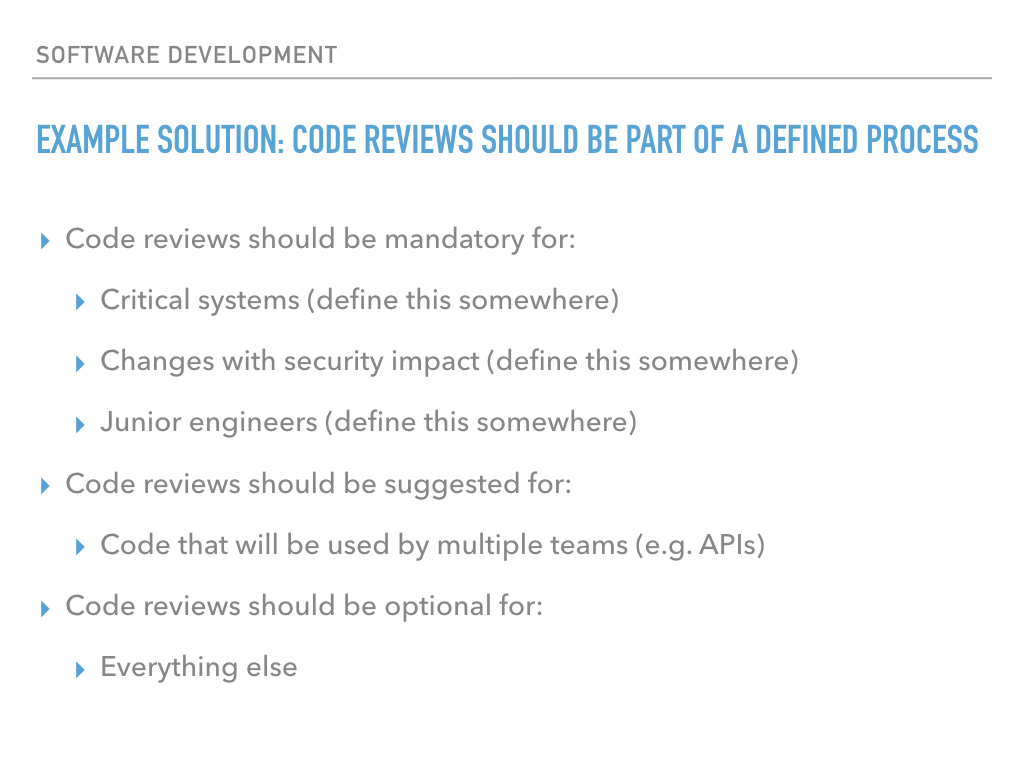 SOFTWARE DEVELOPMENT
EXAMPLE SOLUTION: CODE REVIEWS SHOULD BE PART OF A DEFINED PROCESS
Code reviews should be mandatory for:
Critical systems (define this somewhere)
Changes with security impact (define this somewhere)
Junior engineers (define this somewhere)
Code reviews should be suggested for:
Code that will be used by multiple teams (e.g. APIs)
Code reviews should be optional for:
Everything else